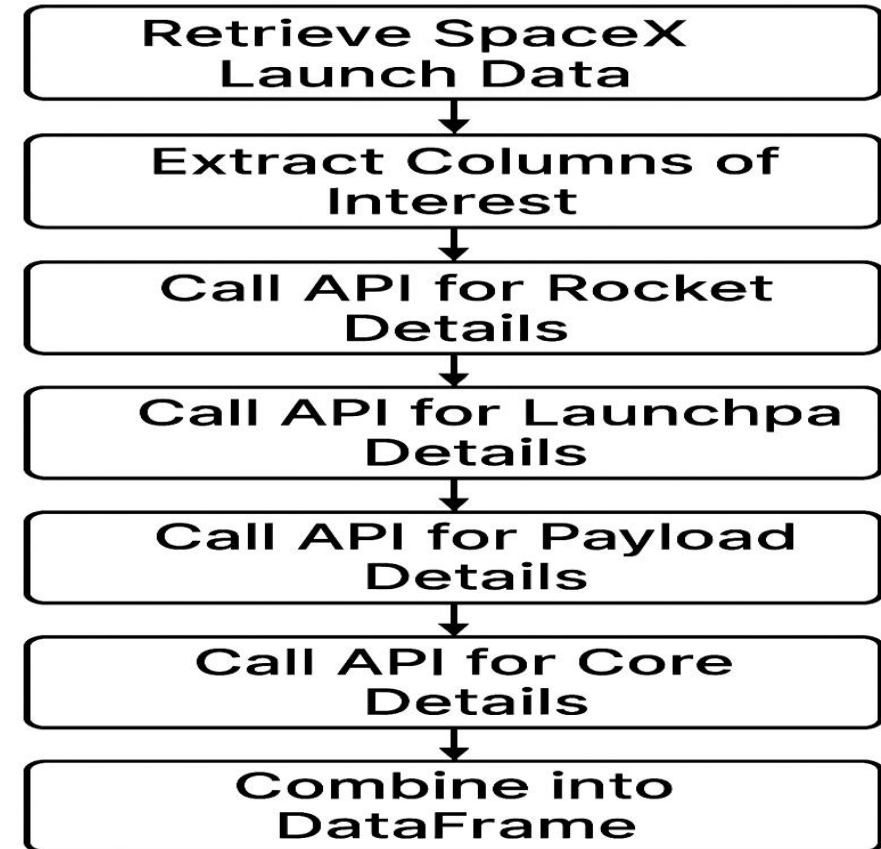 Retrieve SpaceX
Launch Data
Extract Columns of
Interest
Call API for Rocket
Details
Call API for Launchpa
Details
Call API for Payload
Details
Call API for Core
Details
Combine into
DataFrame